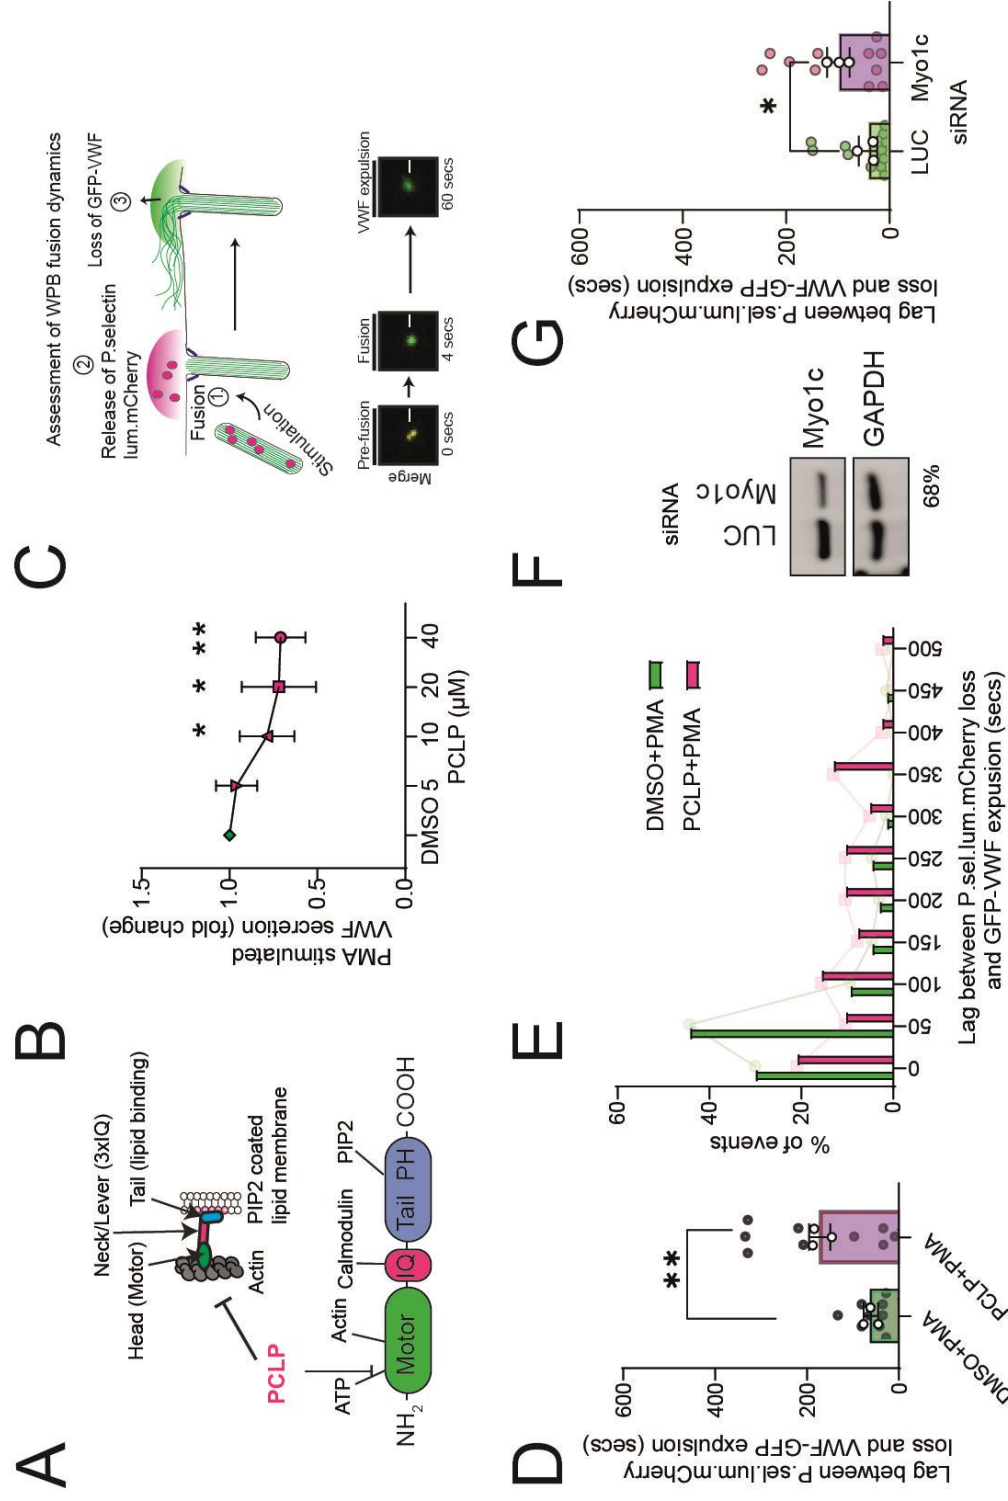 A
Neck/Lever (3xIQ)
Head (Motor)
Tail (lipid binding)
PCLP
Actin
PIP2 coated
lipid membrane
ATP
Actin
Calmodulin
PIP2
NH2
Motor
IQ
Tail
PH
COOH
B
PMA stimulated
VWF secretion (fold change)
1.5
1.0
0.5
0.0
*
*
**
DMSO
5
10
20
40
PCLP (µM)
C
Assessment of WPB fusion dynamics
②
Release of P.selectin
lum.mCherry
Loss of GFP-VWF
③
Fusion
①
Stimulation
Pre-fusion
Fusion
VWF expulsion
Merge
0 secs
4 secs
60 secs
D
Lag between P.sel.lum.mCherry
loss and VWF-GFP expulsion (secs)
600
400
200
0
**
DMSO+PMA
PCLP+PMA
E
% of events
60
40
20
0
DMSO+PMA
PCLP+PMA
0
50
100
150
200
250
300
350
400
450
500
Lag between P.sel.lum.mCherry loss
and GFP-VWF expusion (secs)
F
siRNA
LUC
Myo1c
Myo1c
GAPDH
68%
G
Lag between P.sel.lum.mCherry
loss and VWF-GFP expulsion (secs)
600
400
200
0
*
LUC
Myo1c
siRNA